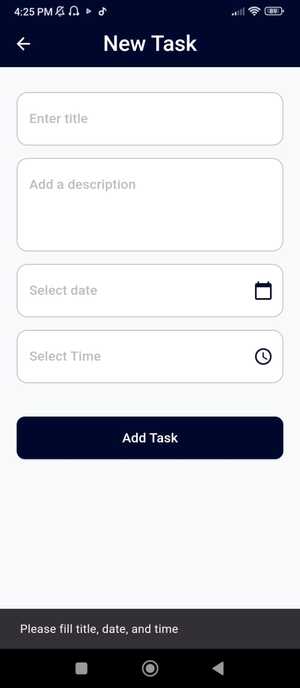 4:25 PM
89
New Task
Enter title
Add a description
Select date
Select Time
Add Task
Please fill title, date, and time